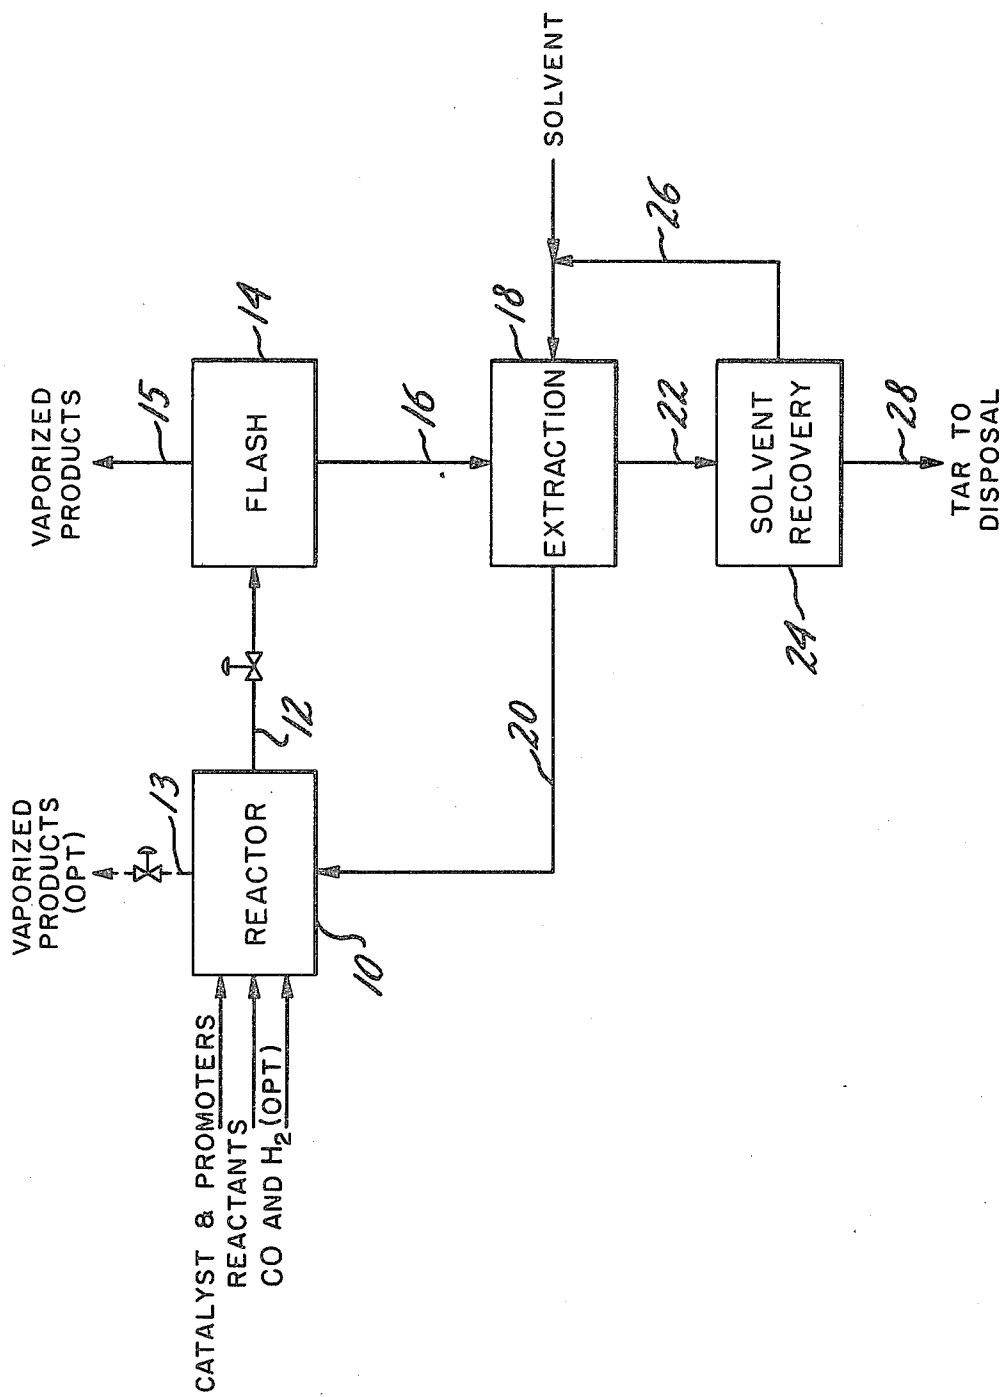 VAPORIZED
PRODUCTS
(OPT)
13
VAPORIZED
PRODUCTS
15
CATALYST & PROMOTERS
REACTANTS
CO AND H2 (OPT)
REACTOR
10
12
FLASH
14
16
20
EXTRACTION
18
SOLVENT
22
26
SOLVENT
RECOVERY
24
28
TAR TO
DISPOSAL